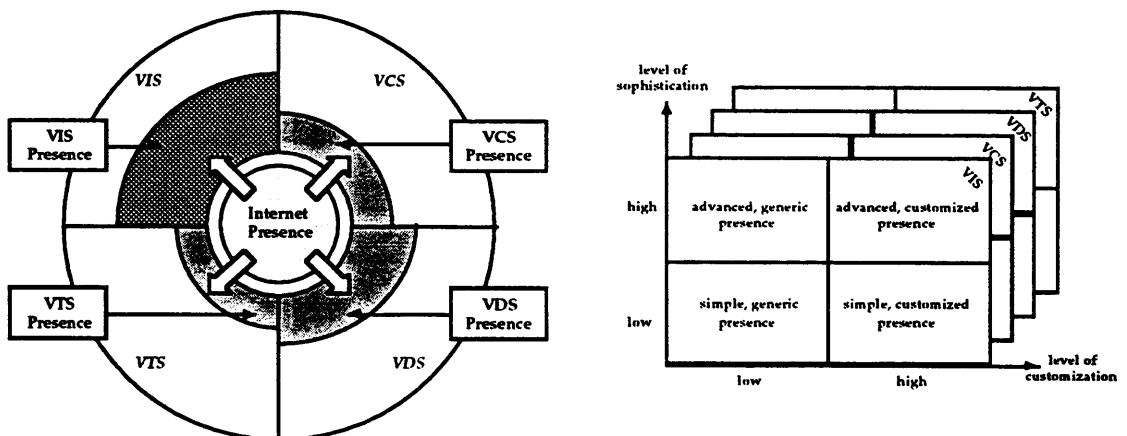 VIS
VCS
VIS
Presence
VCS
Presence
Internet
Presence
VTS
Presence
VDS
Presence
VTS
VDS
level of
sophistication
VTS
VDS
VCS
VIS
high
advanced, generic
presence
advanced, customized
presence
low
simple, generic
presence
simple, customized
presence
low
high
level of
customization